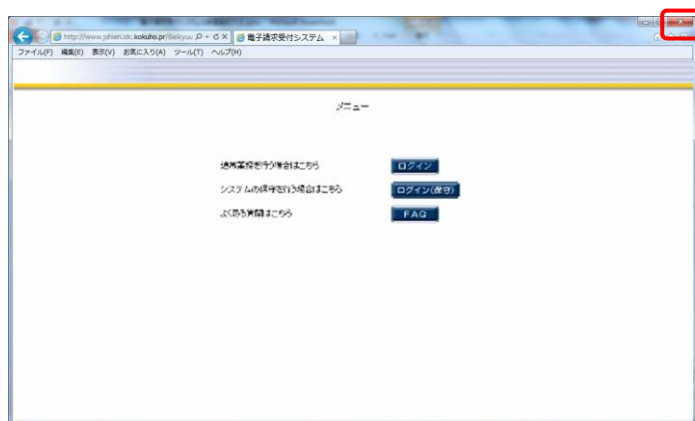 http://www.jshien.idc.kokuho.pr/Seikyuu
電子請求受付システム
ファイル(F) 編集(E) 表示(V) お気に入り(A) ツール(T) ヘルプ(H)
メニュー
通常業務を行う場合はこちら ログイン
システムの保守を行う場合はこちら ログイン(保守)
よくある質問はこちら FAQ